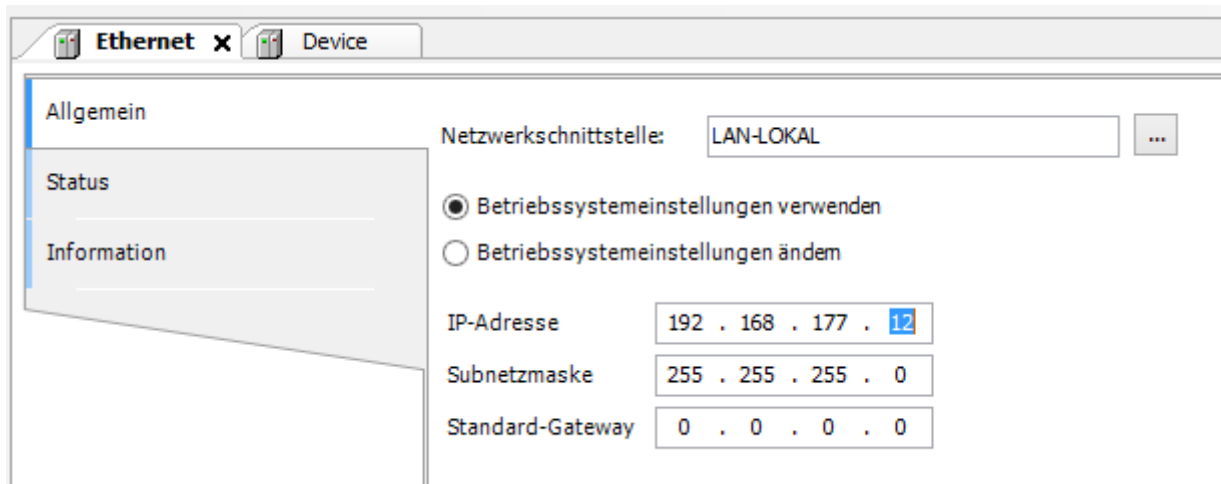 Ethernet x Device
Allgemein
Status
Information
Netzwerkschnittstelle: LAN-LOKAL ...
Betriebssystemeinstellungen verwenden
Betriebssystemeinstellungen ändern
IP-Adresse 192 . 168 . 177 . 12
Subnetzmaske 255 . 255 . 255 . 0
Standard-Gateway 0 . 0 . 0 . 0